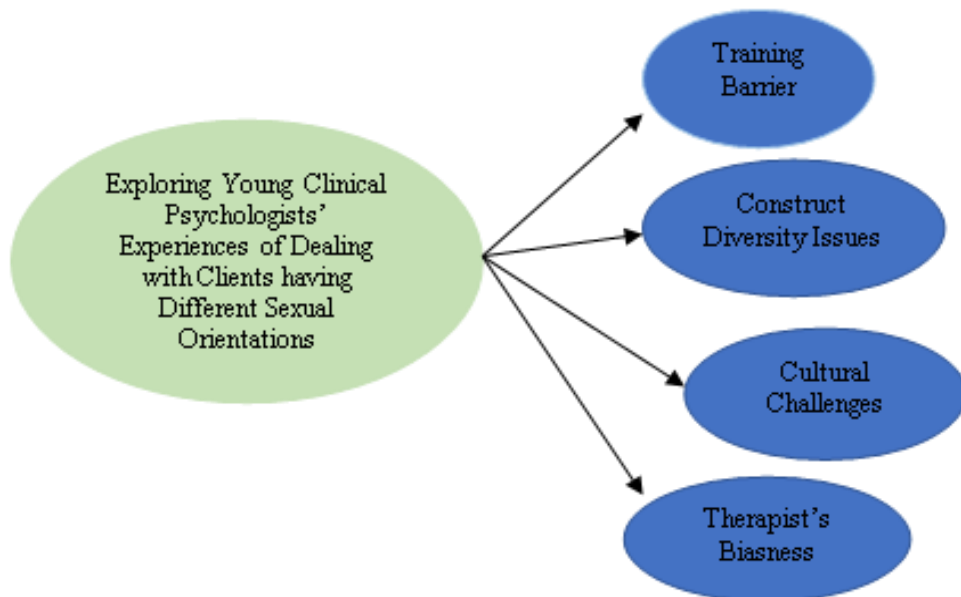 Exploring Young Clinical
Psychologists’
Experiences of Dealing
with Clients having
Different Sexual
Orientations
Training
Barrier
Construct
Diversity Issues
Cultural
Challenges
Therapist’s
Biasness